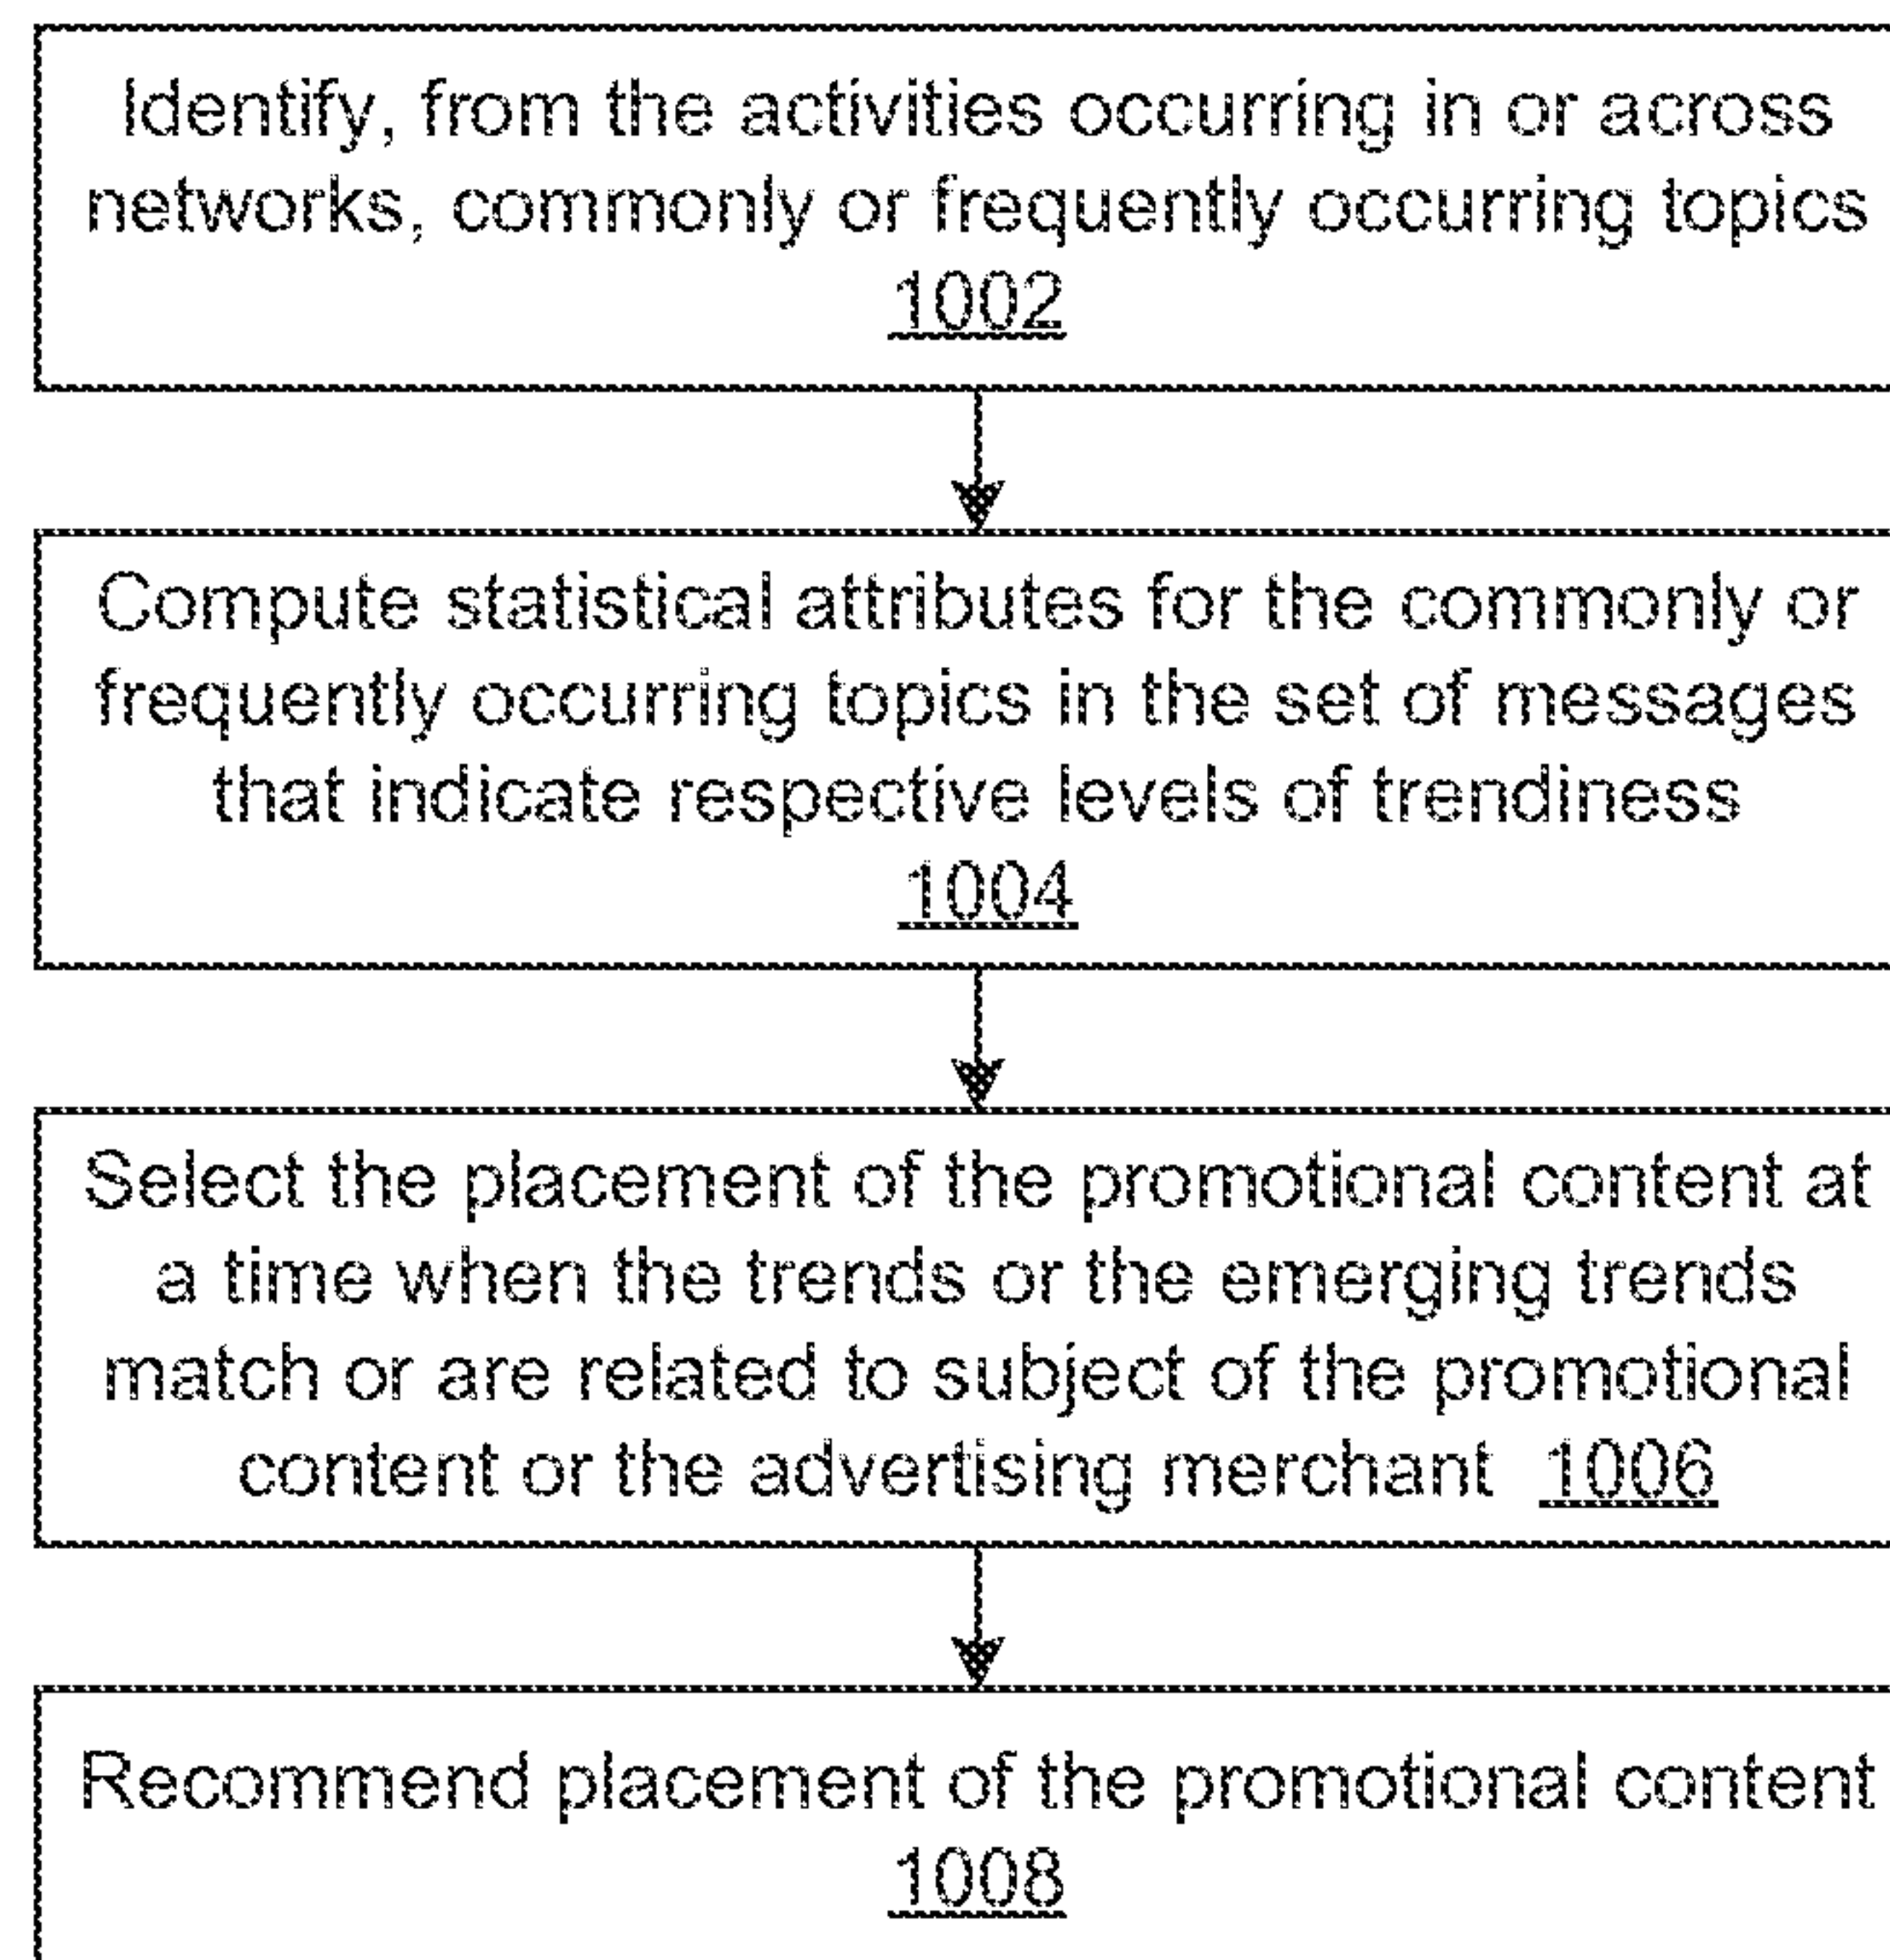 Identify, from the activities occurring in or across
networks, commonly or frequently occurring topics
1002
Compute statistical attributes for the commonly or
frequently occurring topics in the set of messages
that indicate respective levels of trendiness
1004
Select the placement of the promotional content at
a time when the trends or the emerging trends
match or are related to subject of the promotional
content or the advertising merchant 1006
Recommend placement of the promotional content
1008